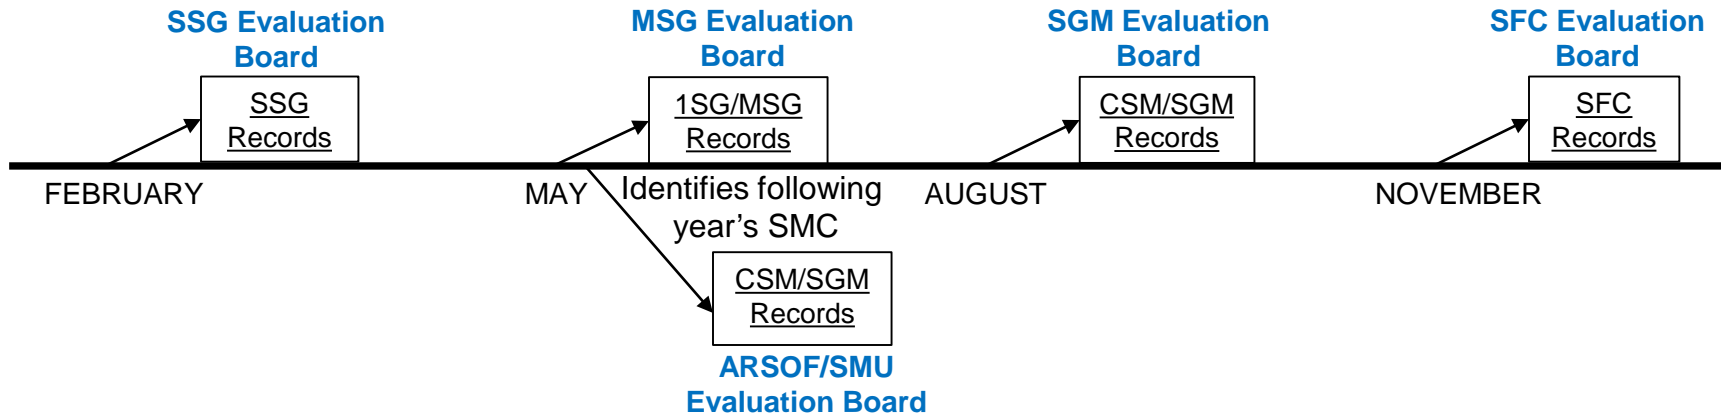 SSG Evaluation
Board
MSG Evaluation
Board
SGM Evaluation
Board
SFC Evaluation
Board
SSG
Records
1SG/MSG
Records
CSM/SGM
Records
SFC
Records
FEBRUARY
MAY
Identifies following
year’s SMC
AUGUST
NOVEMBER
CSM/SGM
Records
ARSOF/SMU
Evaluation Board